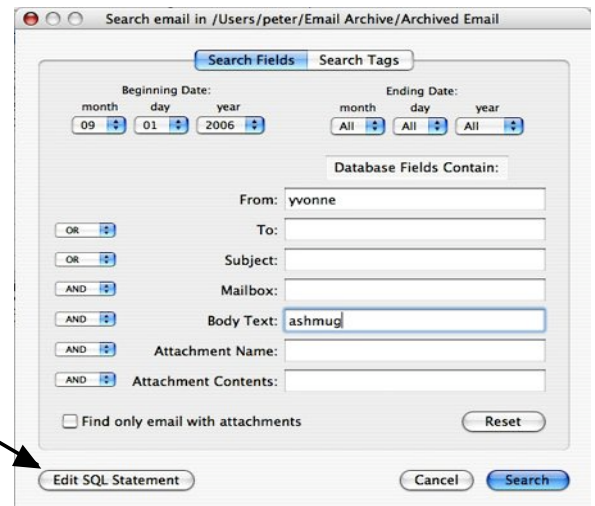 Search email in /Users/peter/Email Archive/Archived Email
Search Fields Search Tags
Beginning Date: Ending Date:
month day year month day year
09 01 2006 All All All
Database Fields Contain:
From: yvonne
OR To:
OR Subject:
AND Mailbox:
AND Body Text: ashmug
AND Attachment Name:
AND Attachment Contents:
Find only email with attachments Reset
Edit SQL Statement Cancel Search